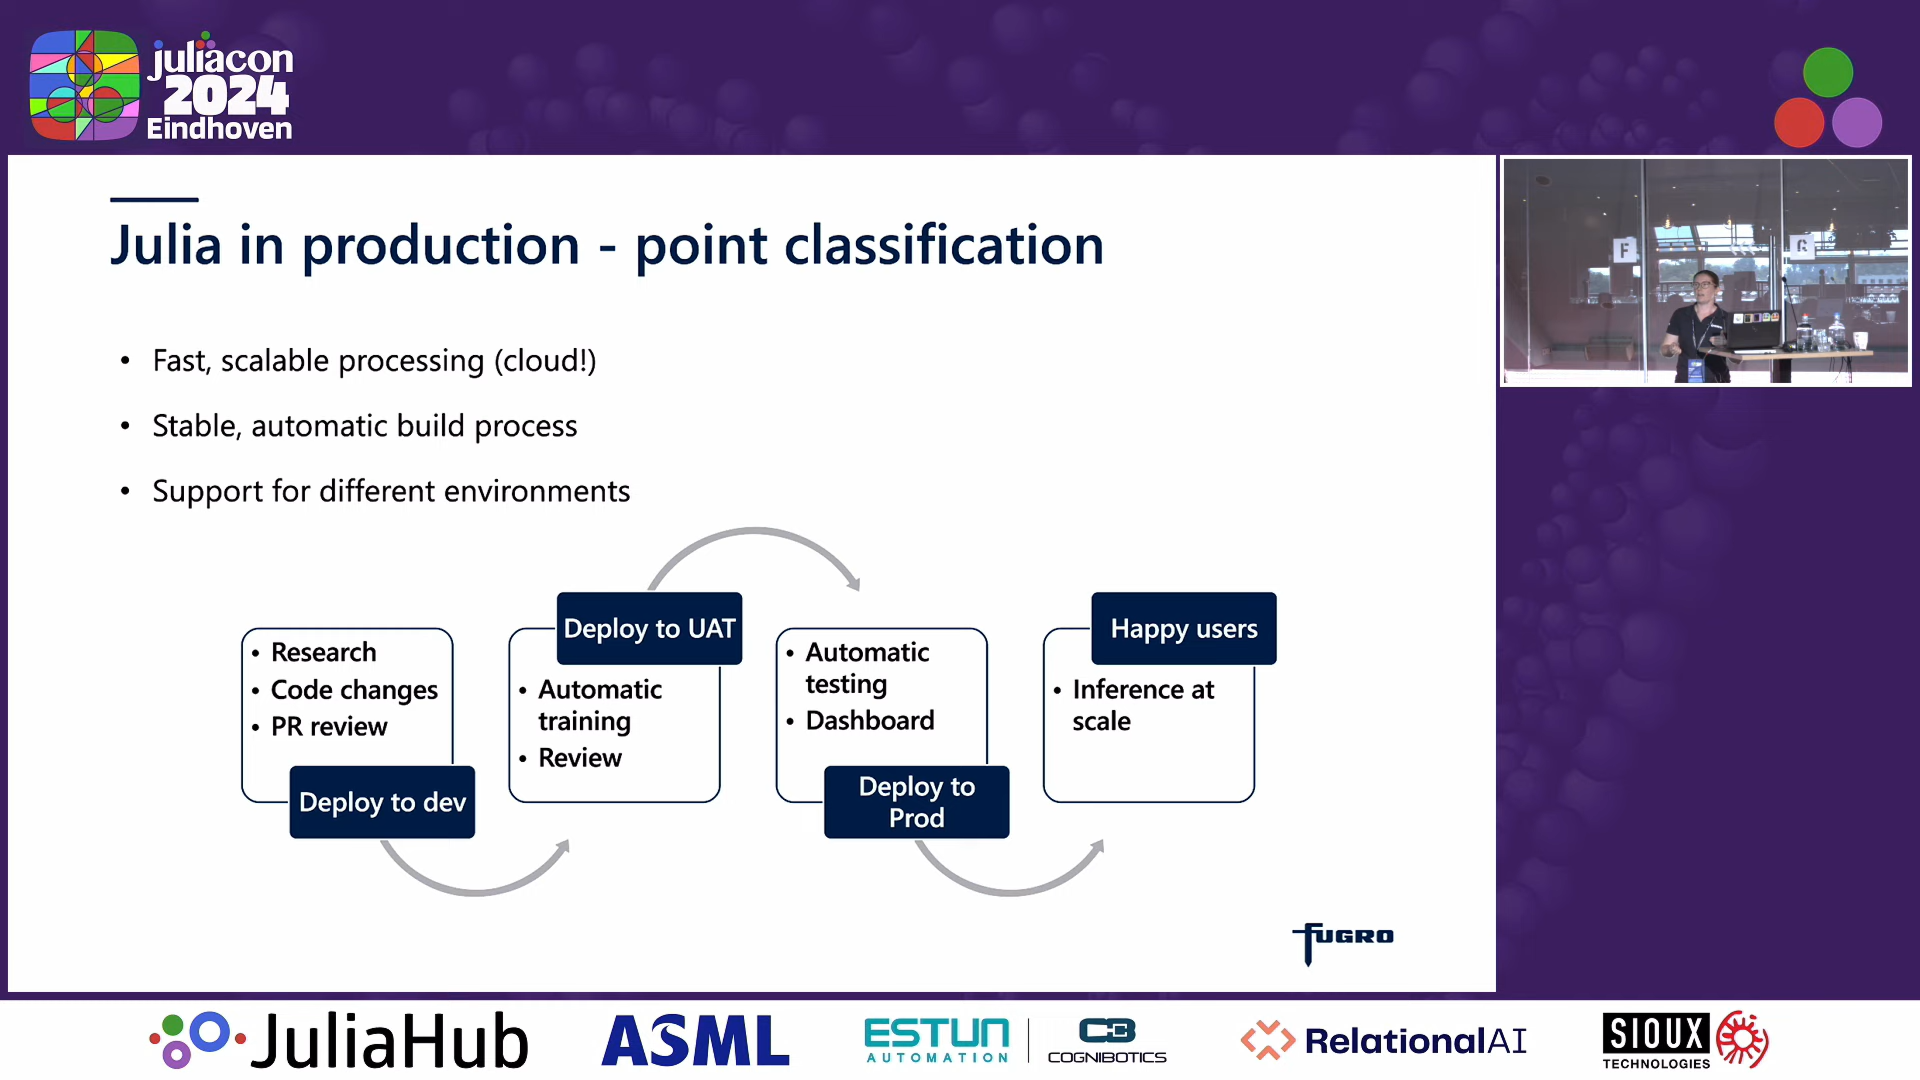 juliacon
2024
Eindhoven
Julia in production - point classification
• Fast, scalable processing (cloud!)
• Stable, automatic build process
• Support for different environments
• Research
• Code changes
• PR review
Deploy to dev
Deploy to UAT
• Automatic
training
• Review
• Automatic
testing
• Dashboard
Deploy to
Prod
Happy users
• Inference at
scale
FUGRO
F
JuliaHub
ASML
ESTUN
AUTOMATION
COGNIBOTICS
RelationalAI
SIOUX
TECHNOLOGIES